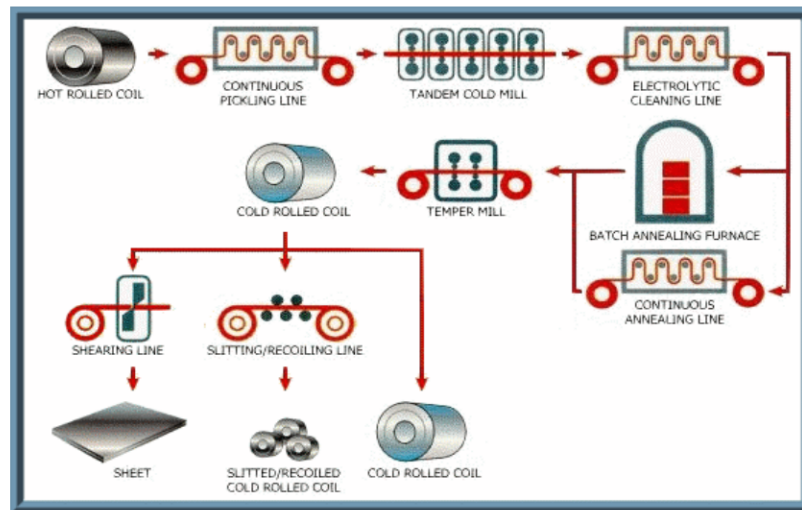 HOT ROLLED COIL
CONTINUOUS
PICKLING LINE
TANDEM COLD MILL
ELECTROLYTIC
CLEANING LINE
COLD ROLLED COIL
TEMPER MILL
BATCH ANNEALING FURNACE
CONTINUOUS
ANNEALING LINE
SHEARING LINE
SLITTING/RECOILING LINE
SHEET
SLITTED/RECOILED
COLD ROLLED COIL
COLD ROLLED COIL